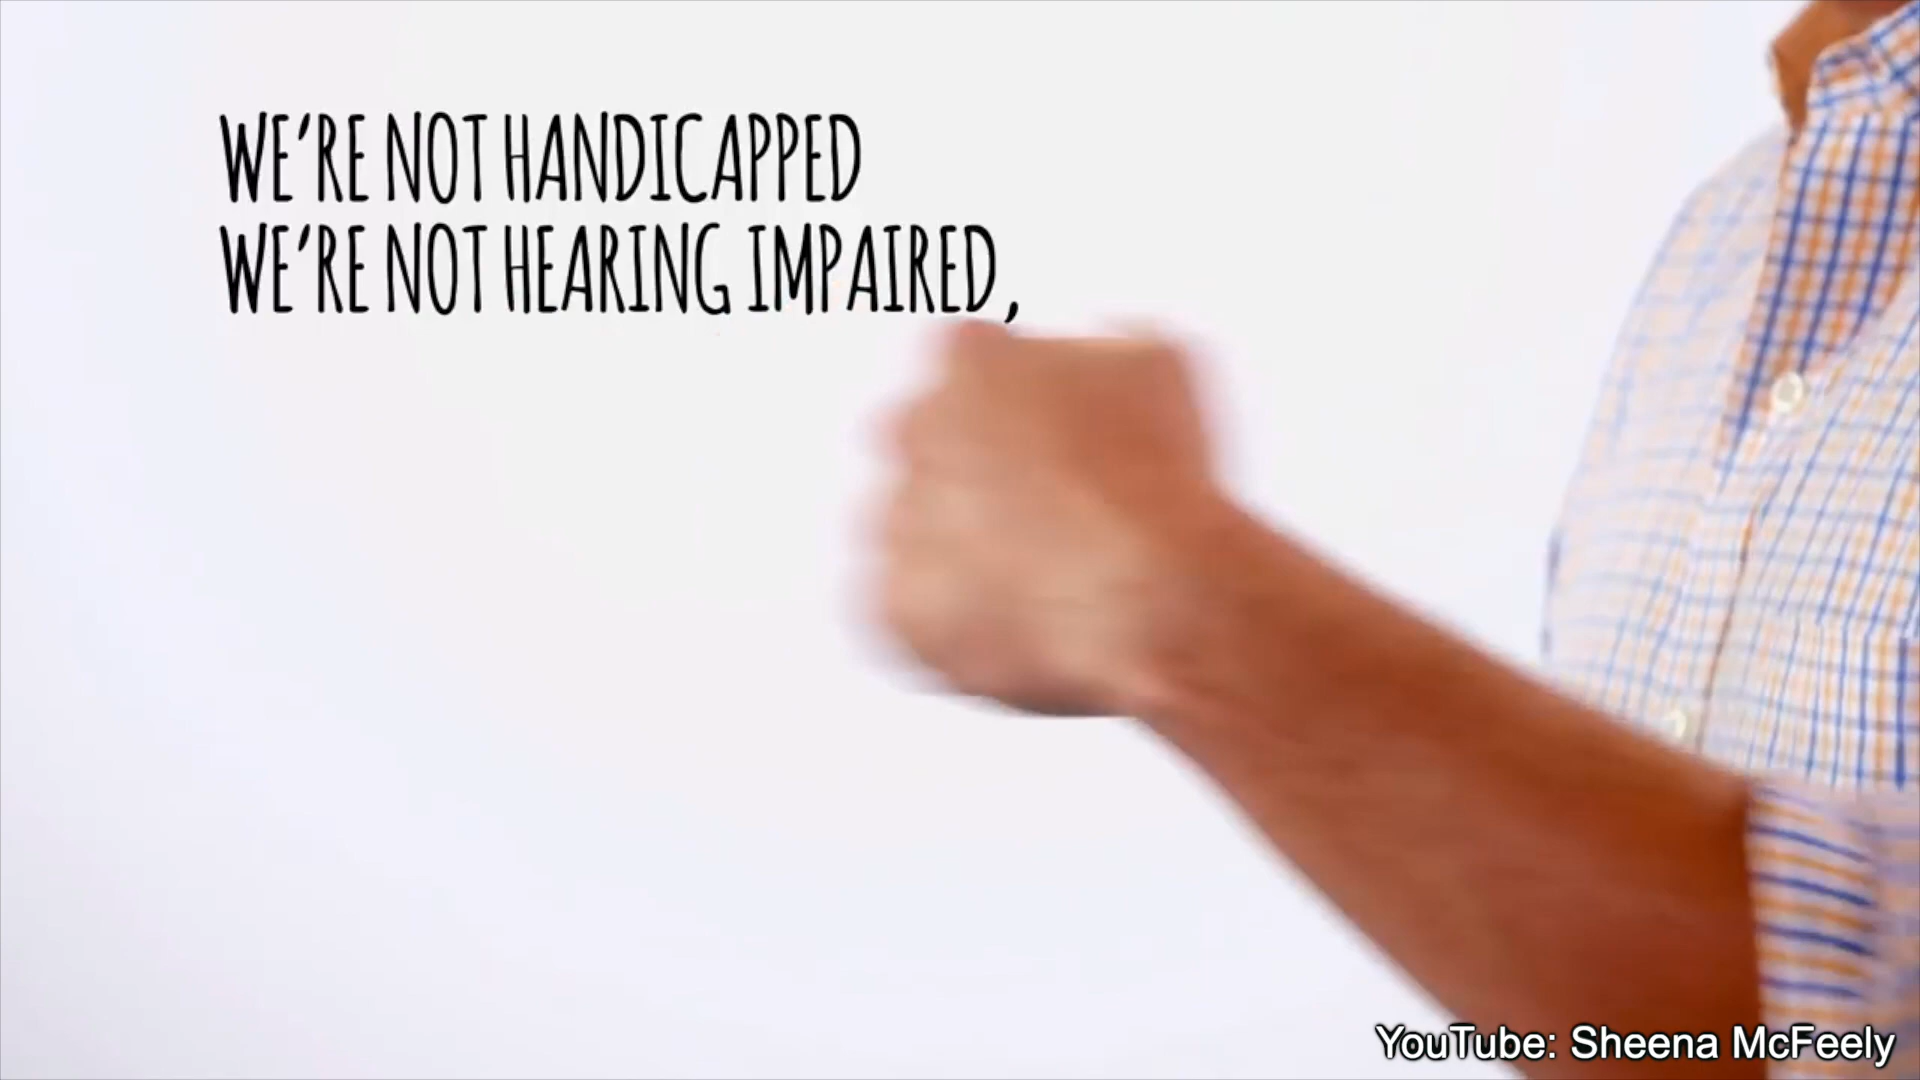 WE'RE NOT HANDICAPPED
WE'RE NOT HEARING IMPAIRED,
YouTube: Sheena McFeely